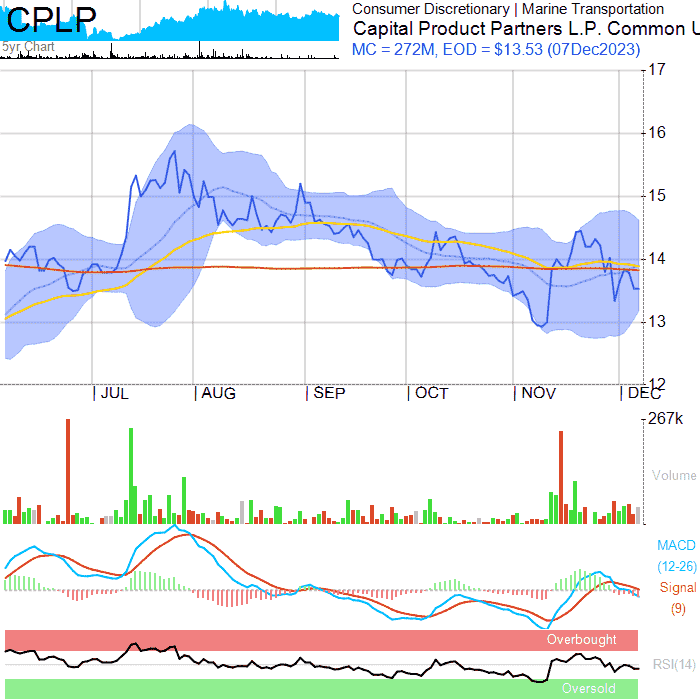 CPLP
Consumer Discretionary | Marine Transportation
Capital Product Partners L.P. Common U
MC = 272M, EOD = $13.53 (07Dec2023)
5yr Chart
17
16
15
14
13
12
JUL AUG SEP OCT NOV DEC
267k
Volume
MACD
(12-26)
Signal
(9)
Overbought
RSI(14)
Oversold